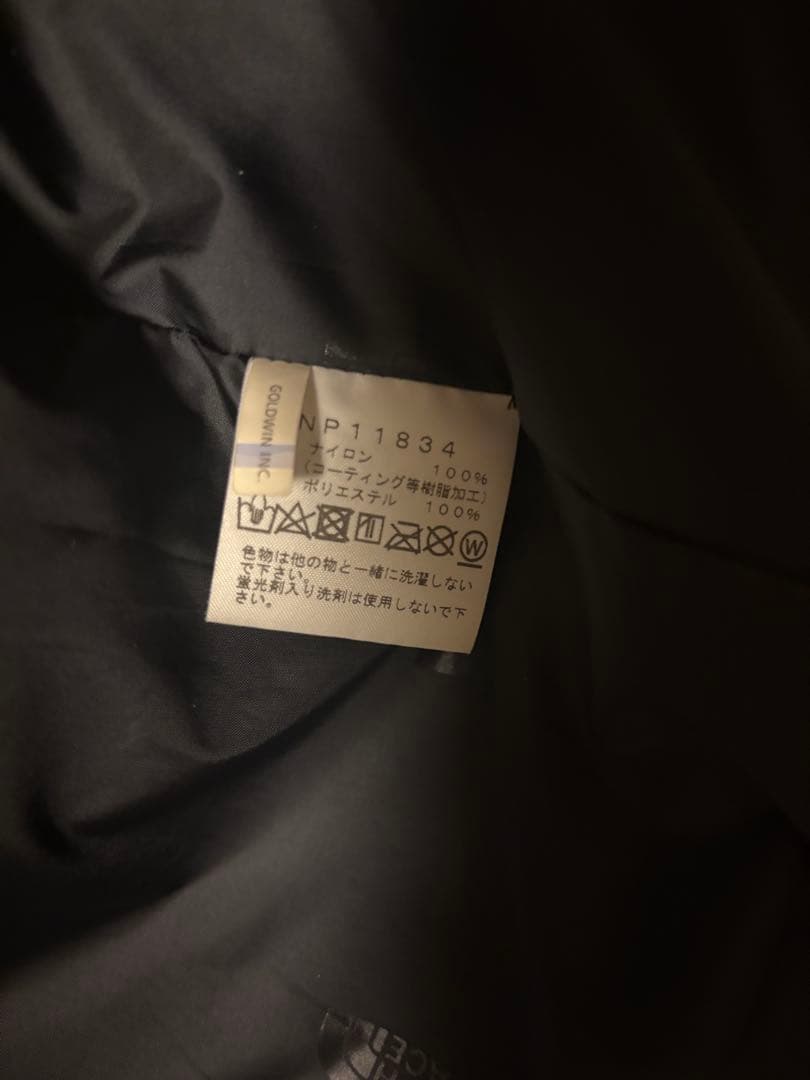 GOLDWIN INC.
NP11834
ナイロン 100%
(コーティング等樹脂加工)
ポリエステル 100%
W
色物は他の物と一緒に洗濯しない
で下さい。
蛍光剤入り洗剤は使用しないで下
さい。